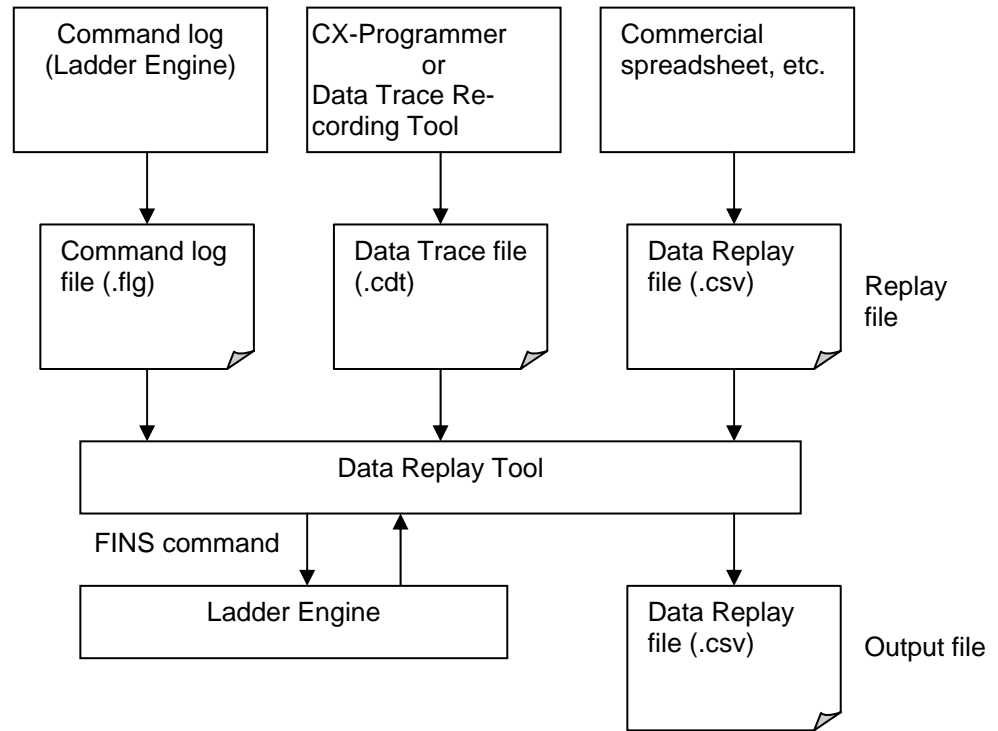 Command log
(Ladder Engine)
CX-Programmer
or
Data Trace Re-
cording Tool
Commercial
spreadsheet, etc.
Command log
file (.flg)
Data Trace file
(.cdt)
Data Replay
file (.csv)
Replay
file
Data Replay Tool
FINS command
Ladder Engine
Data Replay
file (.csv)
Output file